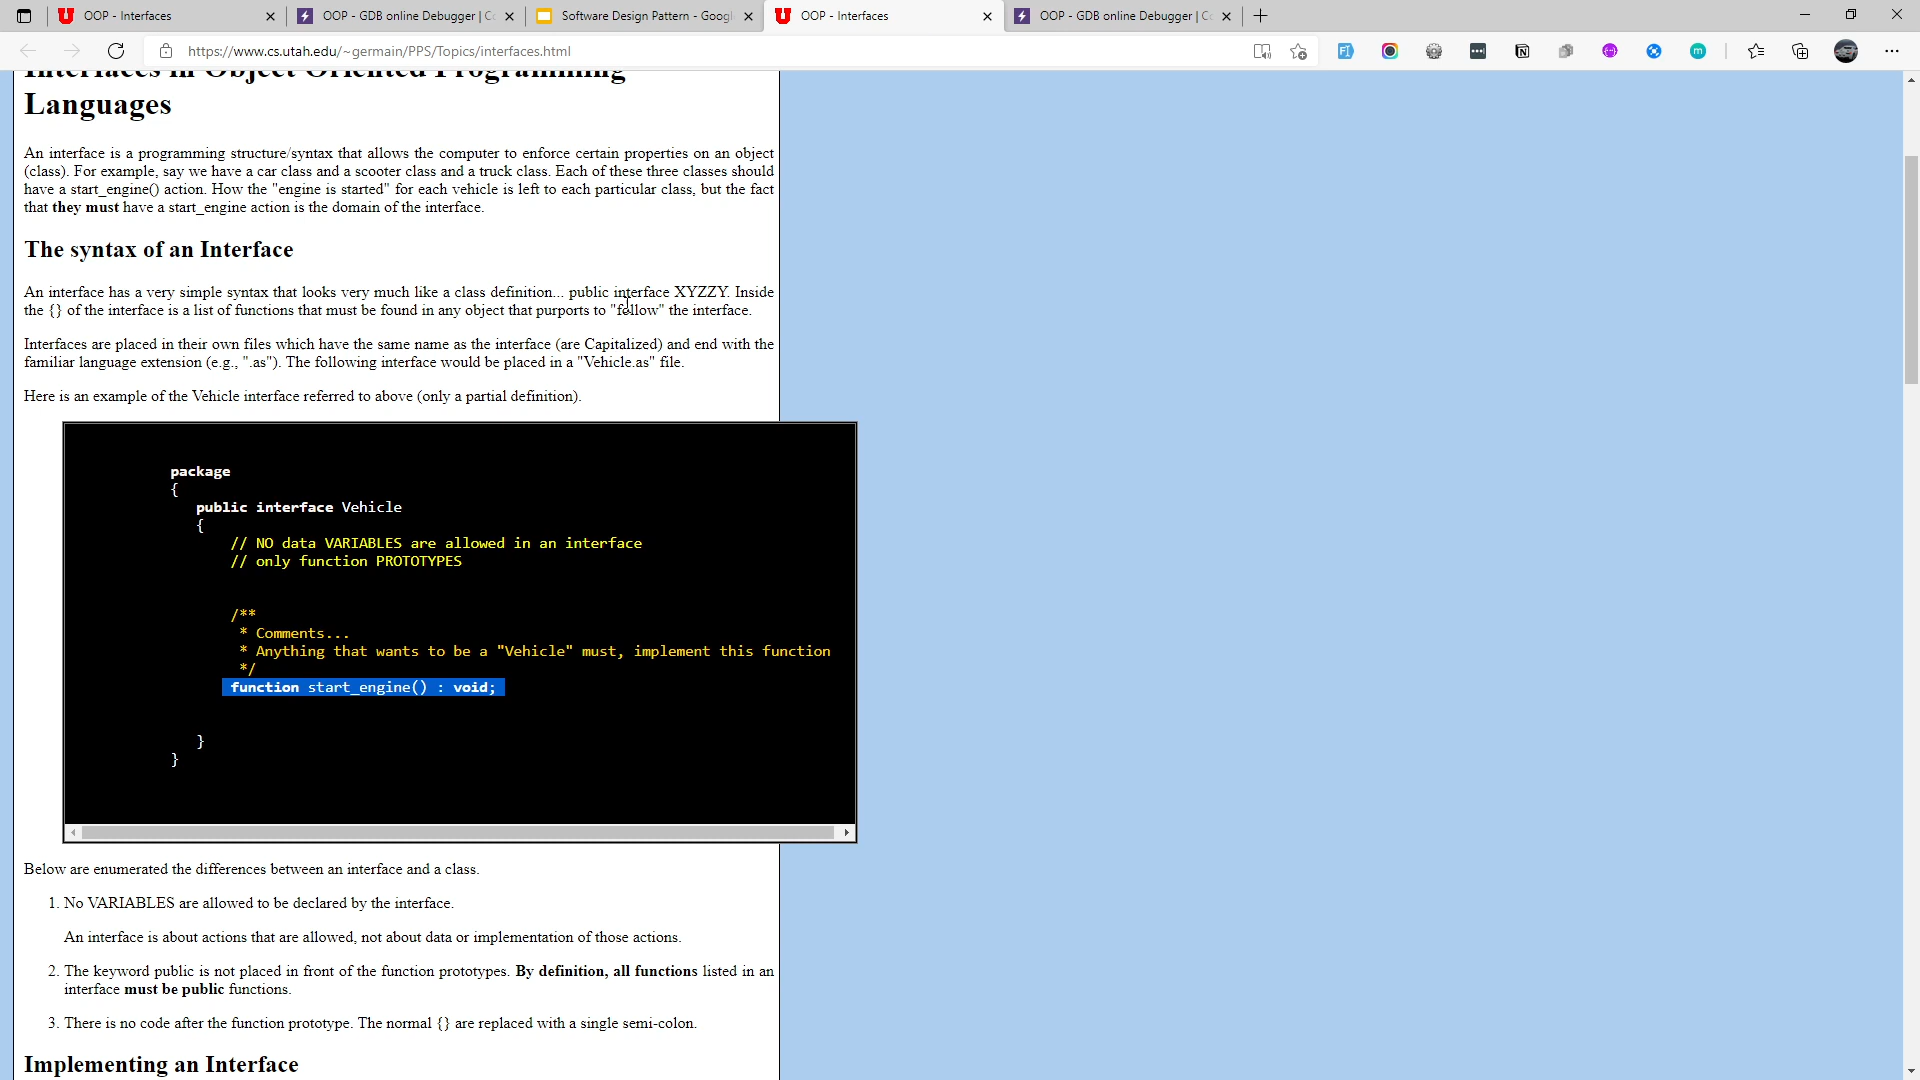 OOP - Interfaces
OOP - GDB online Debugger | C
Software Design Pattern - Googl
OOP - Interfaces
OOP - GDB online Debugger | C
https://www.cs.utah.edu/~germain/PPS/Topics/interfaces.html
Interfaces in Object Oriented Programming
Languages
An interface is a programming structure/syntax that allows the computer to enforce certain properties on an object
(class). For example, say we have a car class and a scooter class and a truck class. Each of these three classes should
have a start_engine() action. How the "engine is started" for each vehicle is left to each particular class, but the fact
that they must have a start_engine action is the domain of the interface.
The syntax of an Interface
An interface has a very simple syntax that looks very much like a class definition... public interface XYZZY. Inside
the {} of the interface is a list of functions that must be found in any object that purports to "follow" the interface.
Interfaces are placed in their own files which have the same name as the interface (are Capitalized) and end with the
familiar language extension (e.g., ".as"). The following interface would be placed in a "Vehicle.as" file.
Here is an example of the Vehicle interface referred to above (only a partial definition).
package
{
public interface Vehicle
{
// NO data VARIABLES are allowed in an interface
// only function PROTOTYPES
/**
* Comments...
* Anything that wants to be a "Vehicle" must, implement this function
*/
function start_engine() : void;
}
}
Below are enumerated the differences between an interface and a class.
1. No VARIABLES are allowed to be declared by the interface.
An interface is about actions that are allowed, not about data or implementation of those actions.
2. The keyword public is not placed in front of the function prototypes. By definition, all functions listed in an
interface must be public functions.
3. There is no code after the function prototype. The normal {} are replaced with a single semi-colon.
Implementing an Interface